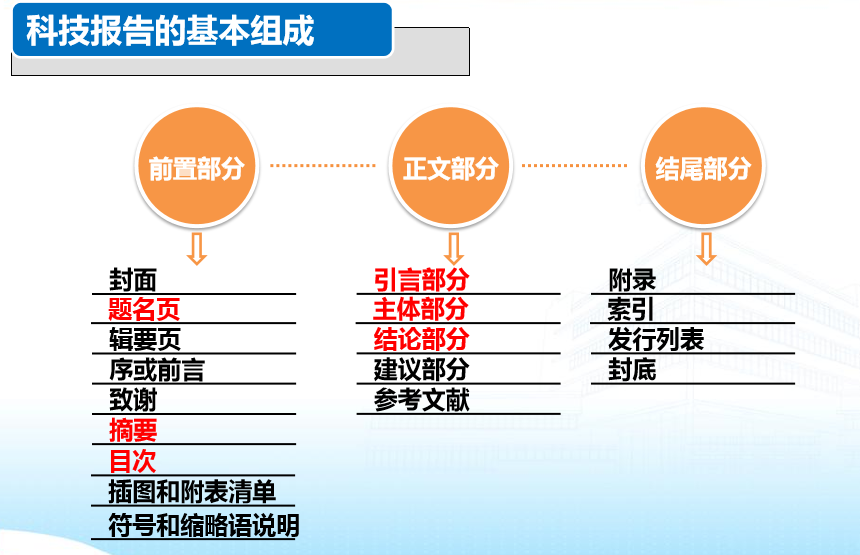 科技报告的基本组成
前置部分
正文部分
结尾部分
封面
题名页
辑要页
序或前言
致谢
摘要
目次
插图和附表清单
符号和缩略语说明
引言部分
主体部分
结论部分
建议部分
参考文献
附录
索引
发行列表
封底